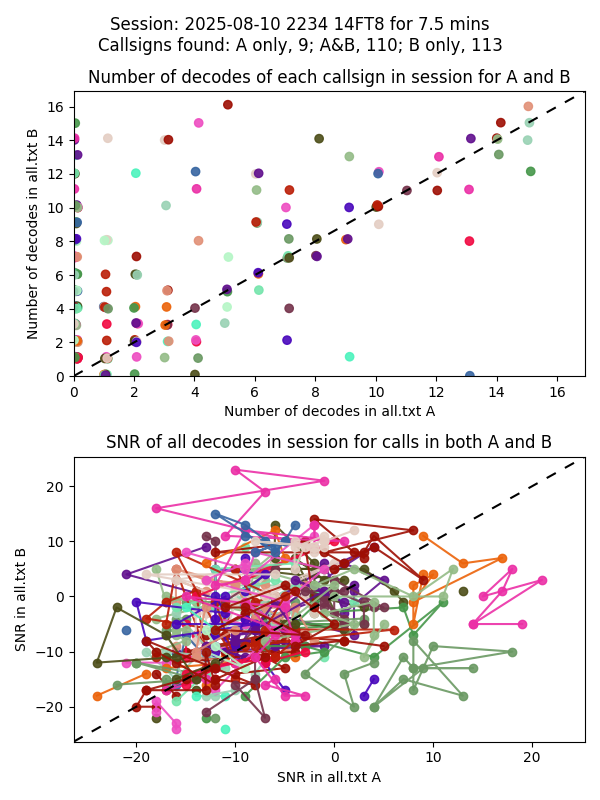 Session: 2025-08-10 2234 14FT8 for 7.5 mins
Callsigns found: A only, 9; A&B, 110; B only, 113
Number of decodes of each callsign in session for A and B
16
14
12
10
8
6
4
2
0
Number of decodes in all.txt B
0 2 4 6 8 10 12 14 16
Number of decodes in all.txt A
SNR of all decodes in session for calls in both A and B
20
10
0
−10
−20
SNR in all.txt B
−20 −10 0 10 20
SNR in all.txt A